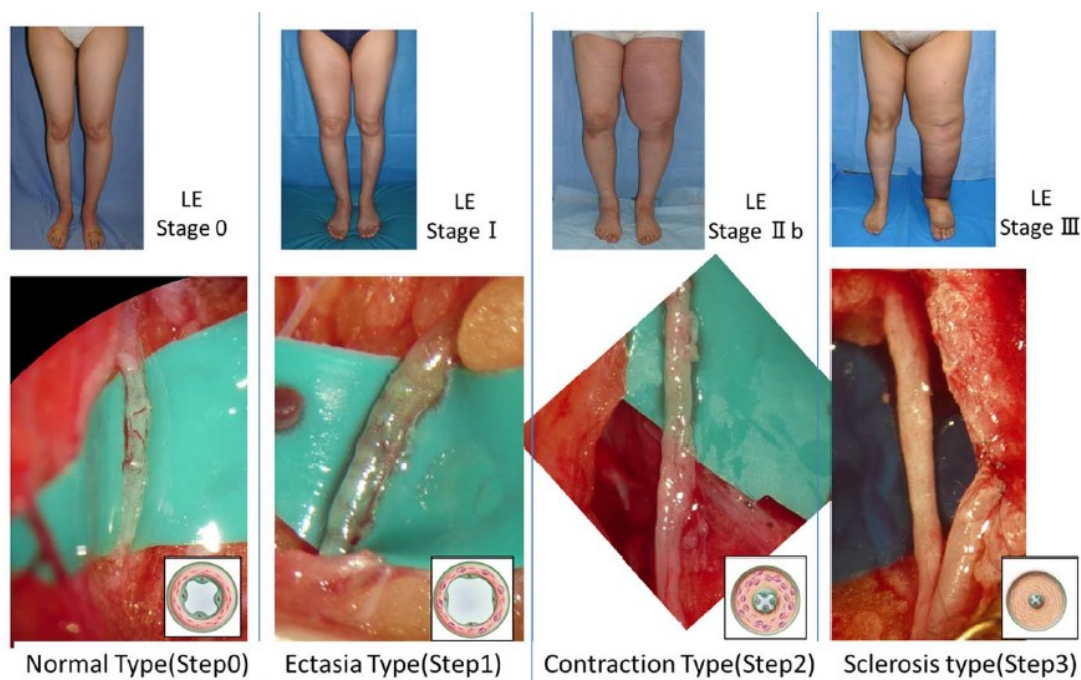 LE
Stage 0
LE
Stage Ⅰ
LE
Stage Ⅱ b
LE
Stage Ⅲ
Normal Type(Step0)
Ectasia Type(Step1)
Contraction Type(Step2)
Sclerosis type(Step3)